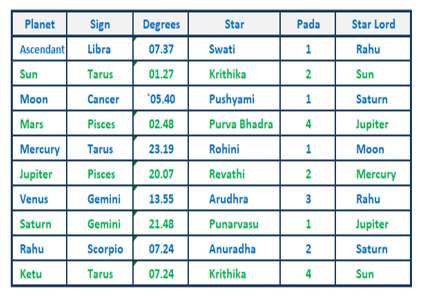 Planet Sign Degrees Star Pada Star Lord
Ascendant Libra 07.37 Swati 1 Rahu
Sun Tarus 01.27 Krithika 2 Sun
Moon Cancer `05.40 Pushyami 1 Saturn
Mars Pisces 02.48 Purva Bhadra 4 Jupiter
Mercury Tarus 23.19 Rohini 1 Moon
Jupiter Pisces 20.07 Revathi 2 Mercury
Venus Gemini 13.55 Arudhra 3 Rahu
Saturn Gemini 21.48 Punarvasu 1 Jupiter
Rahu Scorpio 07.24 Anuradha 2 Saturn
Ketu Tarus 07.24 Krithika 4 Sun